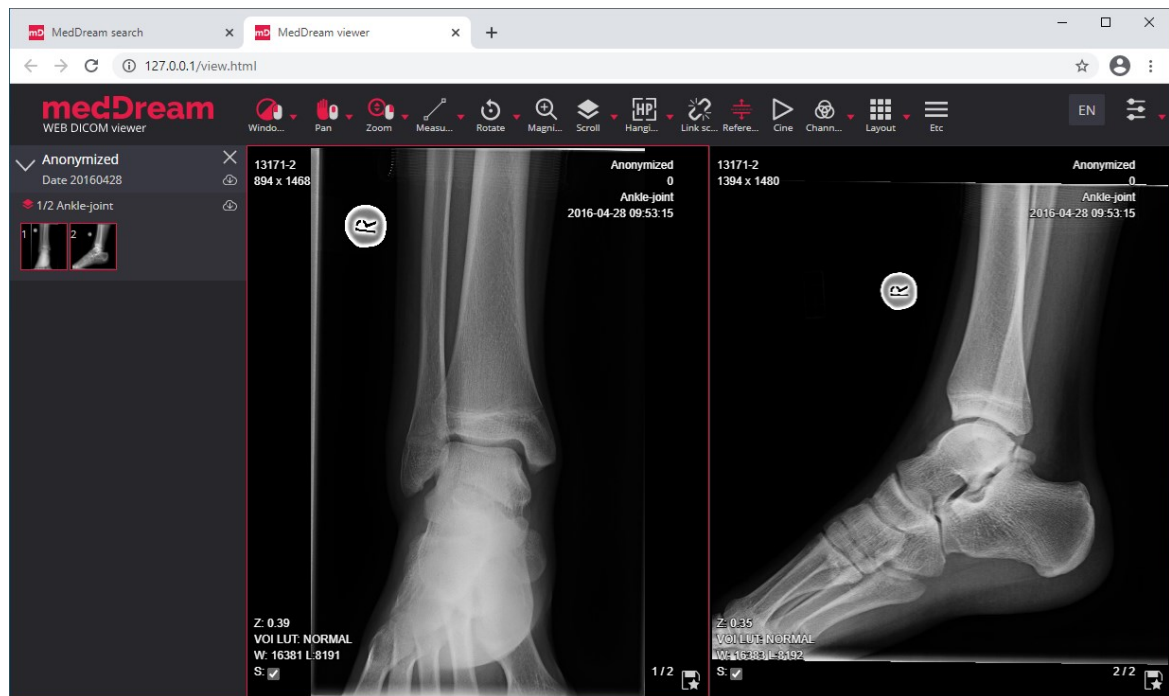 MedDream search
MedDream viewer
127.0.0.1/view.html
medDream
WEB DICOM viewer
Windo...
Pan
Zoom
Measu...
Rotate
Magni...
Scroll
HP
Hangi...
Link sc...
Refere...
Cine
Chann...
Layout
Etc
EN
Anonymized
Date 20160428
1/2 Ankle-joint
1
2
13171-2
894 x 1468
Anonymized
0
Ankle-joint
2016-04-28 09:53:15
R
Z: 0.39
VOI LUT: NORMAL
W: 16381 L:8191
S:
1/2
13171-2
1394 x 1480
Anonymized
0
Ankle-joint
2016-04-28 09:53:15
R
Z: 0.35
VOI LUT: NORMAL
W: 16383 L:8192
S:
2/2